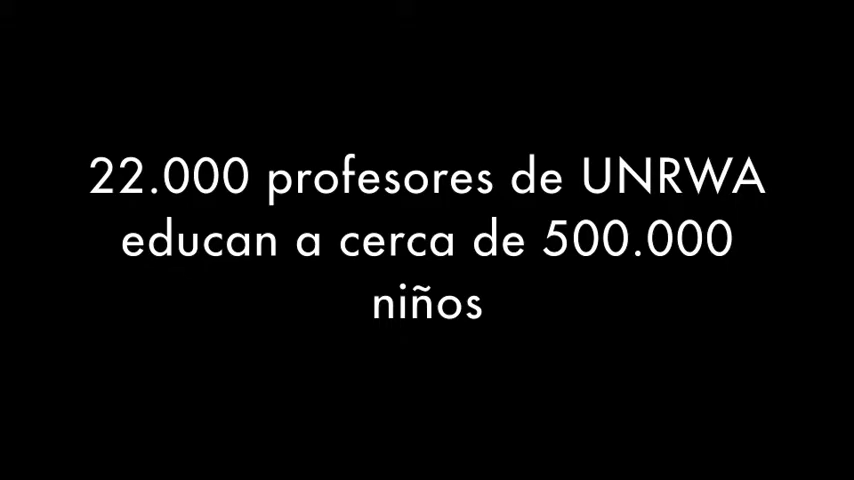 22.000 profesores de UNRWA
educan a cerca de 500.000
niños